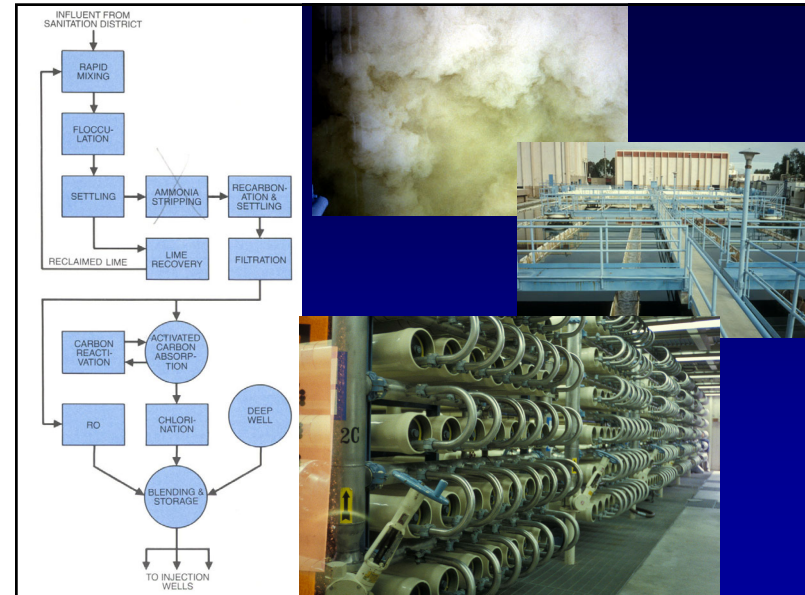 INFLUENT FROM
SANITATION DISTRICT
RAPID
MIXING
FLOCCU-
LATION
SETTLING
AMMONIA
STRIPPING
RECARBON-
ATION &
SETTLING
RECLAIMED LIME
LIME
RECOVERY
FILTRATION
CARBON
REACTI-
VATION
ACTIVATED
CARBON
ABSORP-
TION
RO
CHLORI-
NATION
DEEP
WELL
BLENDING &
STORAGE
TO INJECTION
WELLS
2C